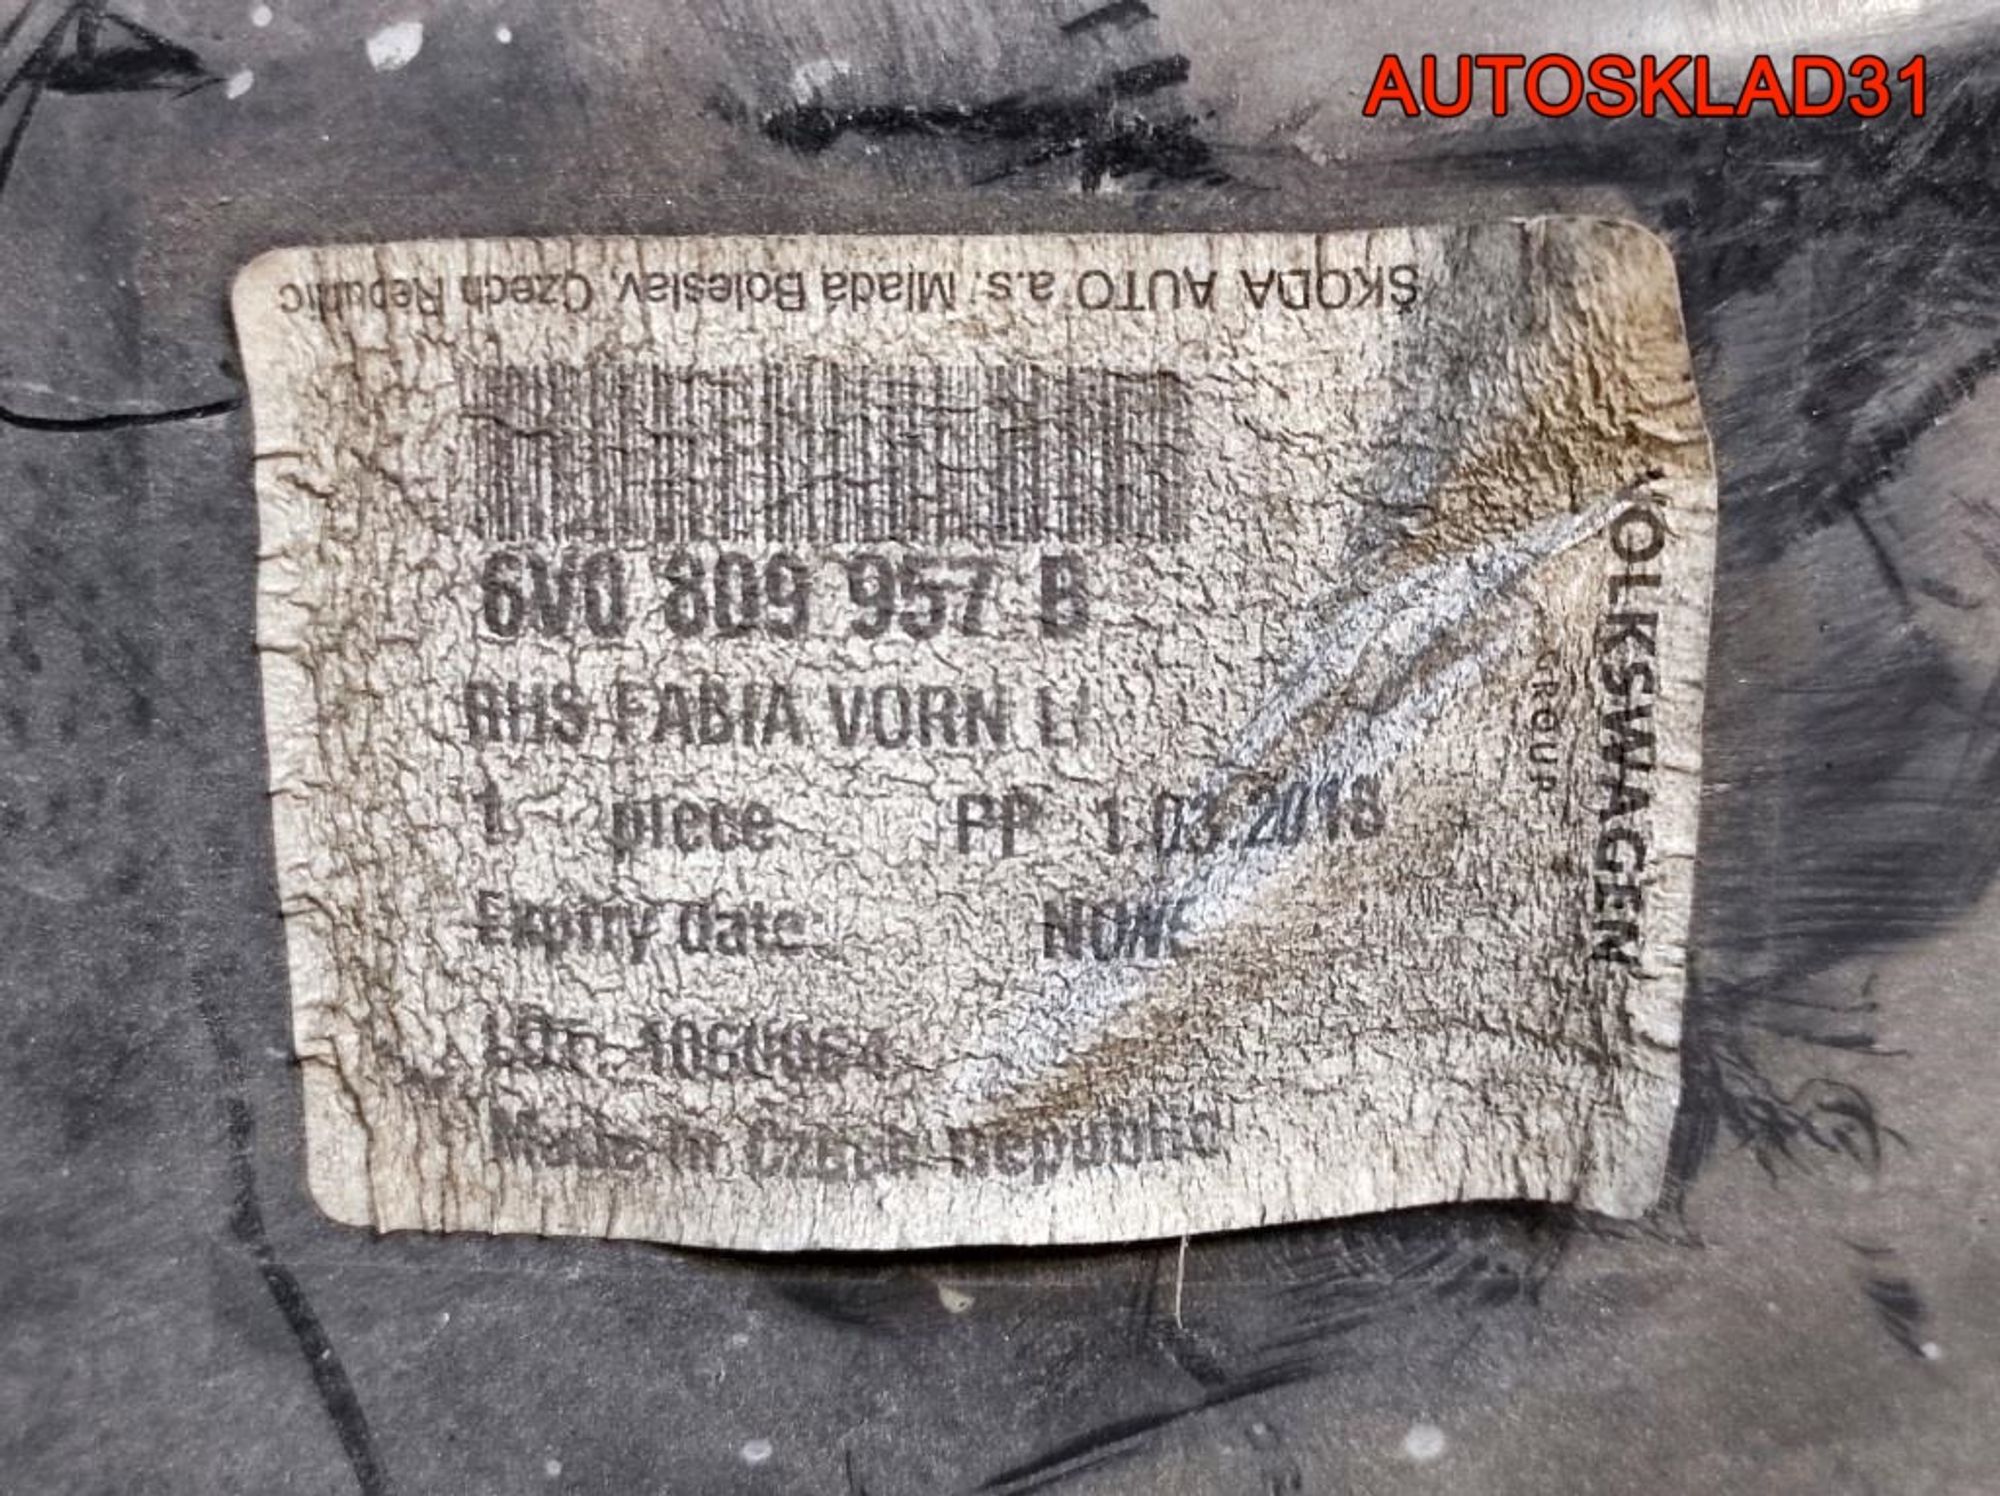 AUTOSKLAD31
ŠKODA AUTO a.s. Mladá Boleslav, Czech Republic
6V0 809 957 B
RHS FABIA VORN LI
1 piece PP 1.03.2018
Expiry date: NONE
LOT:
Made in Czech Republic
VOLKSWAGEN
GROUP